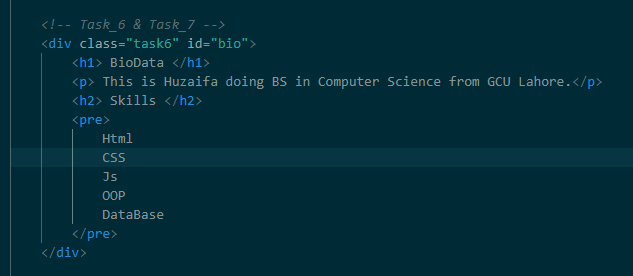 <!-- Task_6 & Task_7 -->
<div class="task6" id="bio">
<h1> BioData </h1>
<p> This is Huzaifa doing BS in Computer Science from GCU Lahore.</p>
<h2> Skills </h2>
<pre>
Html
CSS
Js
OOP
DataBase
</pre>
</div>